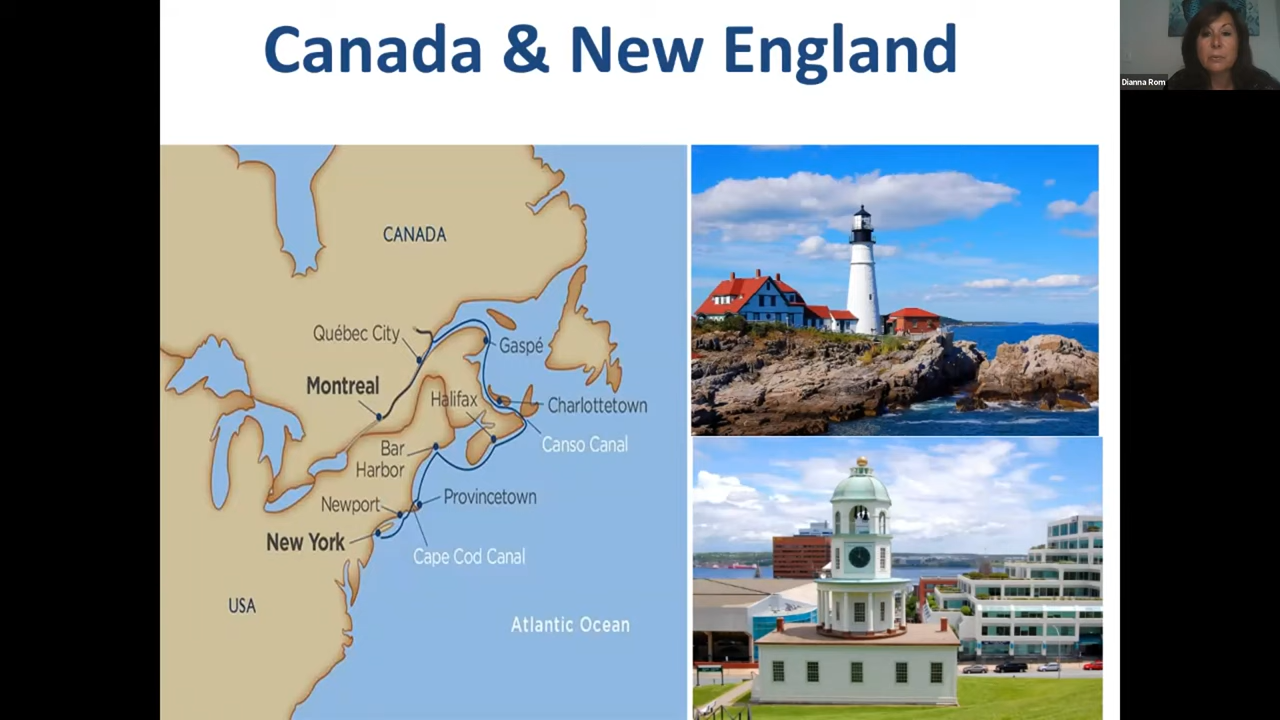 Canada & New England
Dianna Rom
CANADA
Québec City
Gaspé
Montreal
Halifax
Charlottetown
Canso Canal
Bar
Harbor
Provincetown
Newport
New York
Cape Cod Canal
USA
Atlantic Ocean